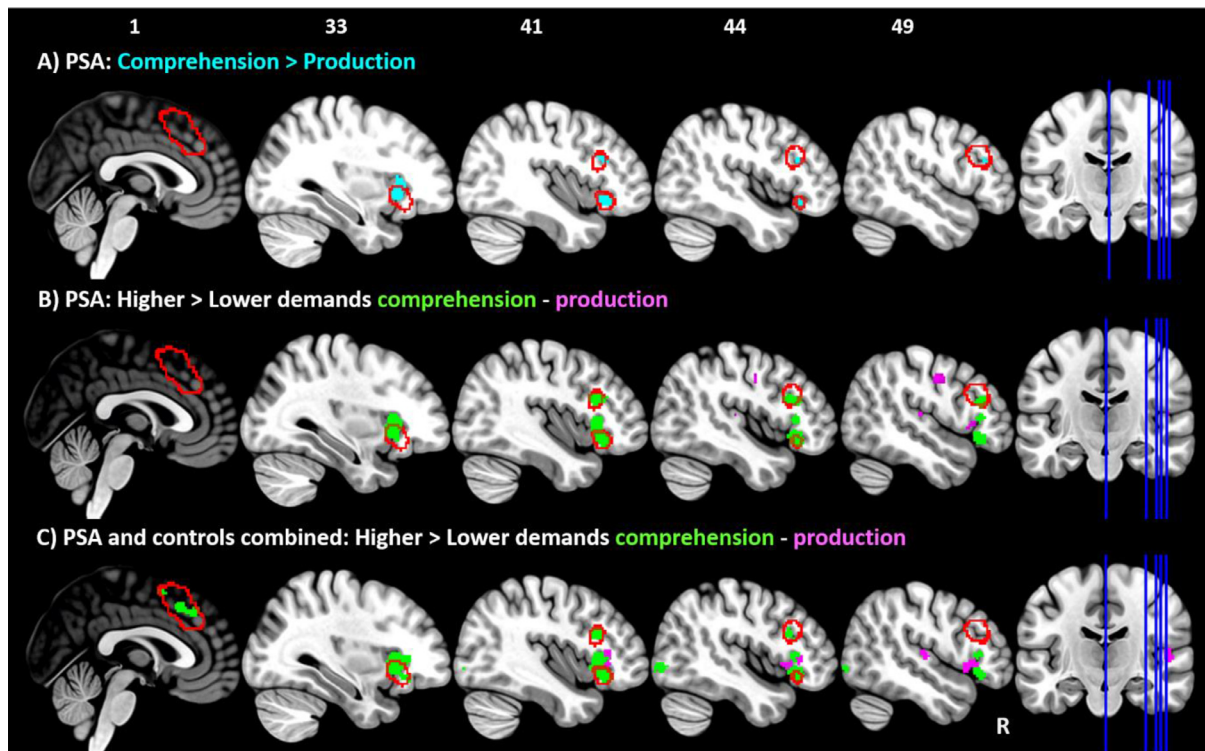 1 33 41 44 49
A) PSA: Comprehension > Production
B) PSA: Higher > Lower demands comprehension - production
C) PSA and controls combined: Higher > Lower demands comprehension - production
R